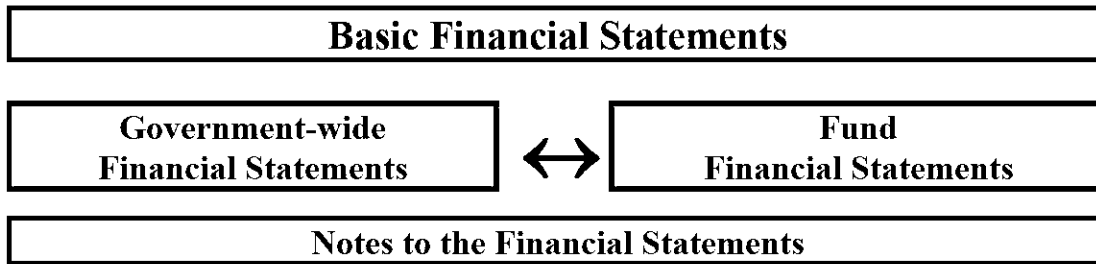 Basic Financial Statements
Government-wide
Financial Statements
Fund
Financial Statements
Notes to the Financial Statements